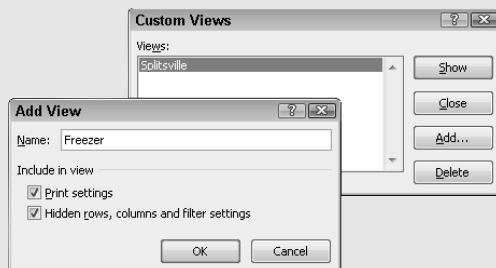 Custom Views
Views:
Splitsville
Show
Close
Add...
Delete
Add View
Name: Freezer
Include in view
Print settings
Hidden rows, columns and filter settings
OK Cancel